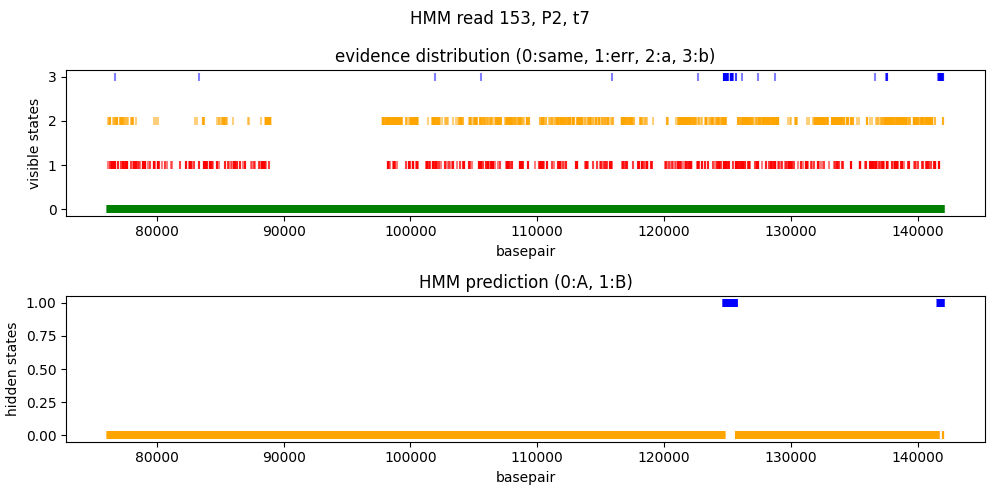 HMM read 153, P2, t7
evidence distribution (0:same, 1:err, 2:a, 3:b)
visible states
3
2
1
0
80000 90000 100000 110000 120000 130000 140000
basepair
HMM prediction (0:A, 1:B)
hidden states
1.00
0.75
0.50
0.25
0.00
80000 90000 100000 110000 120000 130000 140000
basepair